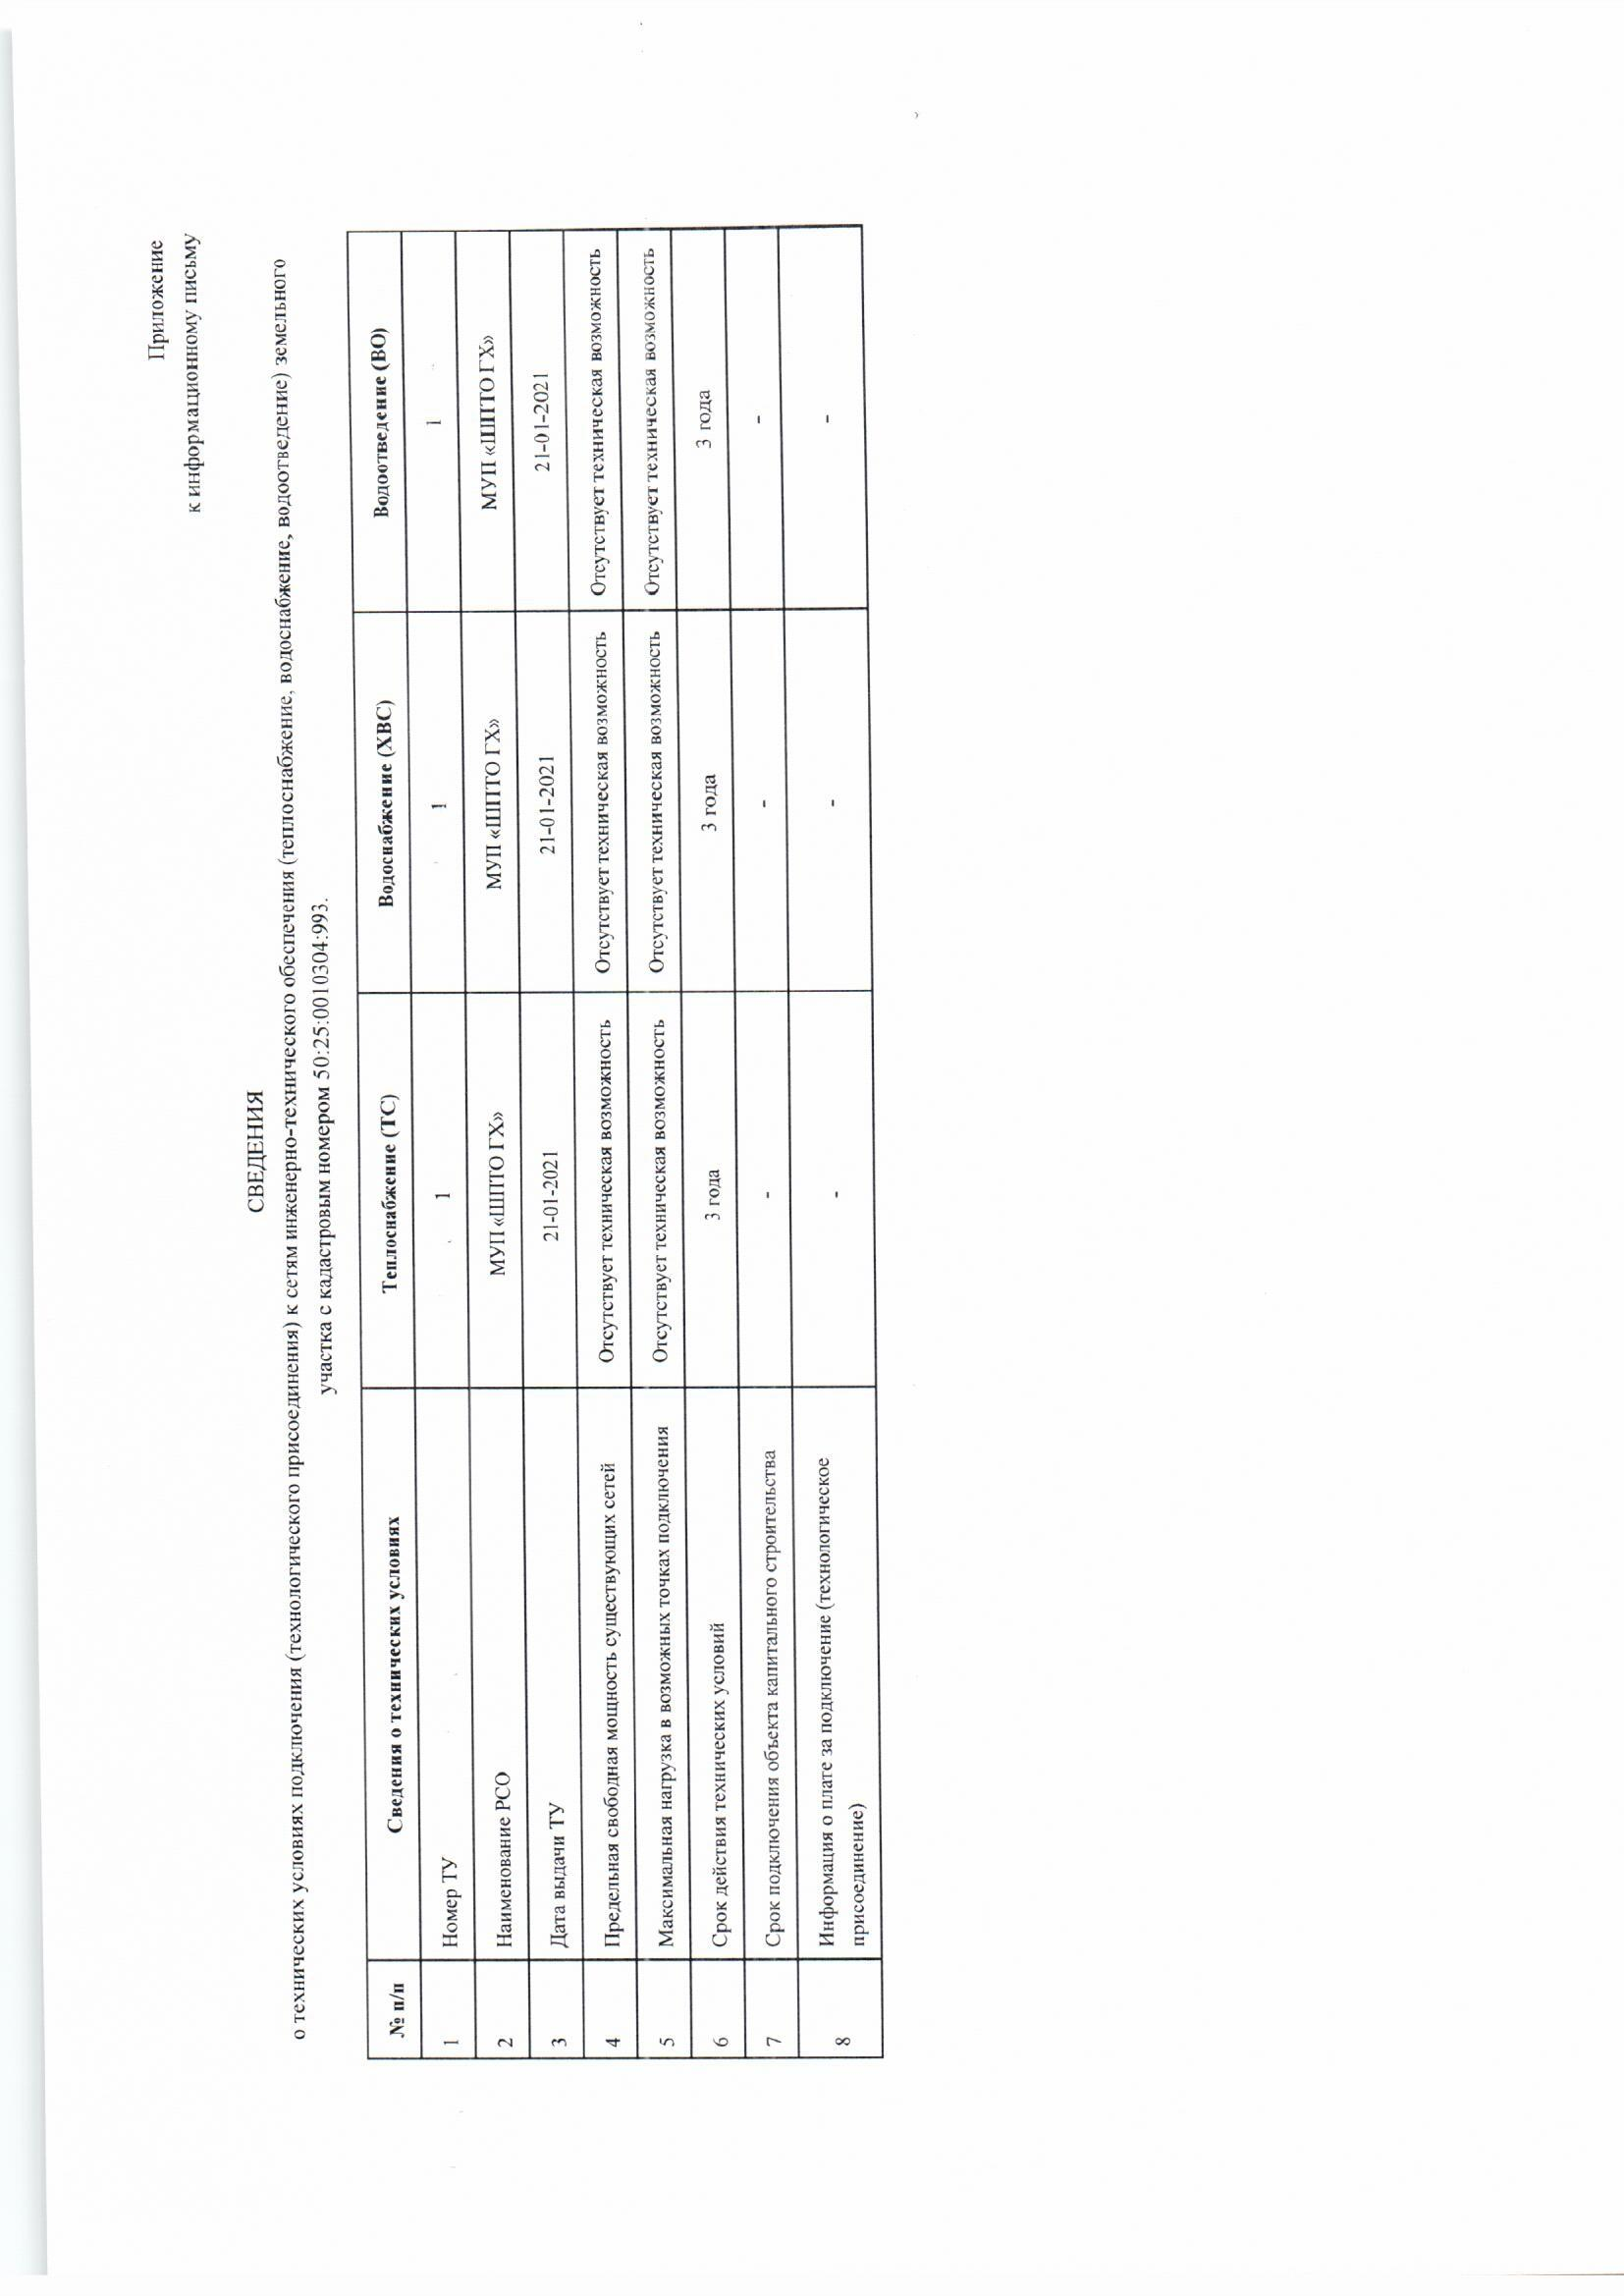 Приложение
к информационному письму
СВЕДЕНИЯ
о технических условиях подключения (технологического присоединения) к сетям инженерно-технического обеспечения (теплоснабжение, водоснабжение, водоотведение) земельного
участка с кадастровым номером 50:25:0010304:993.
№ п/п Сведения о технических условиях Теплоснабжение (ТС) Водоснабжение (ХВС) Водоотведение (ВО)
1 Номер ТУ 1 1 1
2 Наименование РСО МУП «ШПТО ГХ» МУП «ШПТО ГХ» МУП «ШПТО ГХ»
3 Дата выдачи ТУ 21-01-2021 21-01-2021 21-01-2021
4 Предельная свободная мощность существующих сетей Отсутствует техническая возможность Отсутствует техническая возможность Отсутствует техническая возможность
5 Максимальная нагрузка в возможных точках подключения Отсутствует техническая возможность Отсутствует техническая возможность Отсутствует техническая возможность
6 Срок действия технических условий 3 года 3 года 3 года
7 Срок подключения объекта капитального строительства - - -
8 Информация о плате за подключение (технологическое
присоединение) - - -